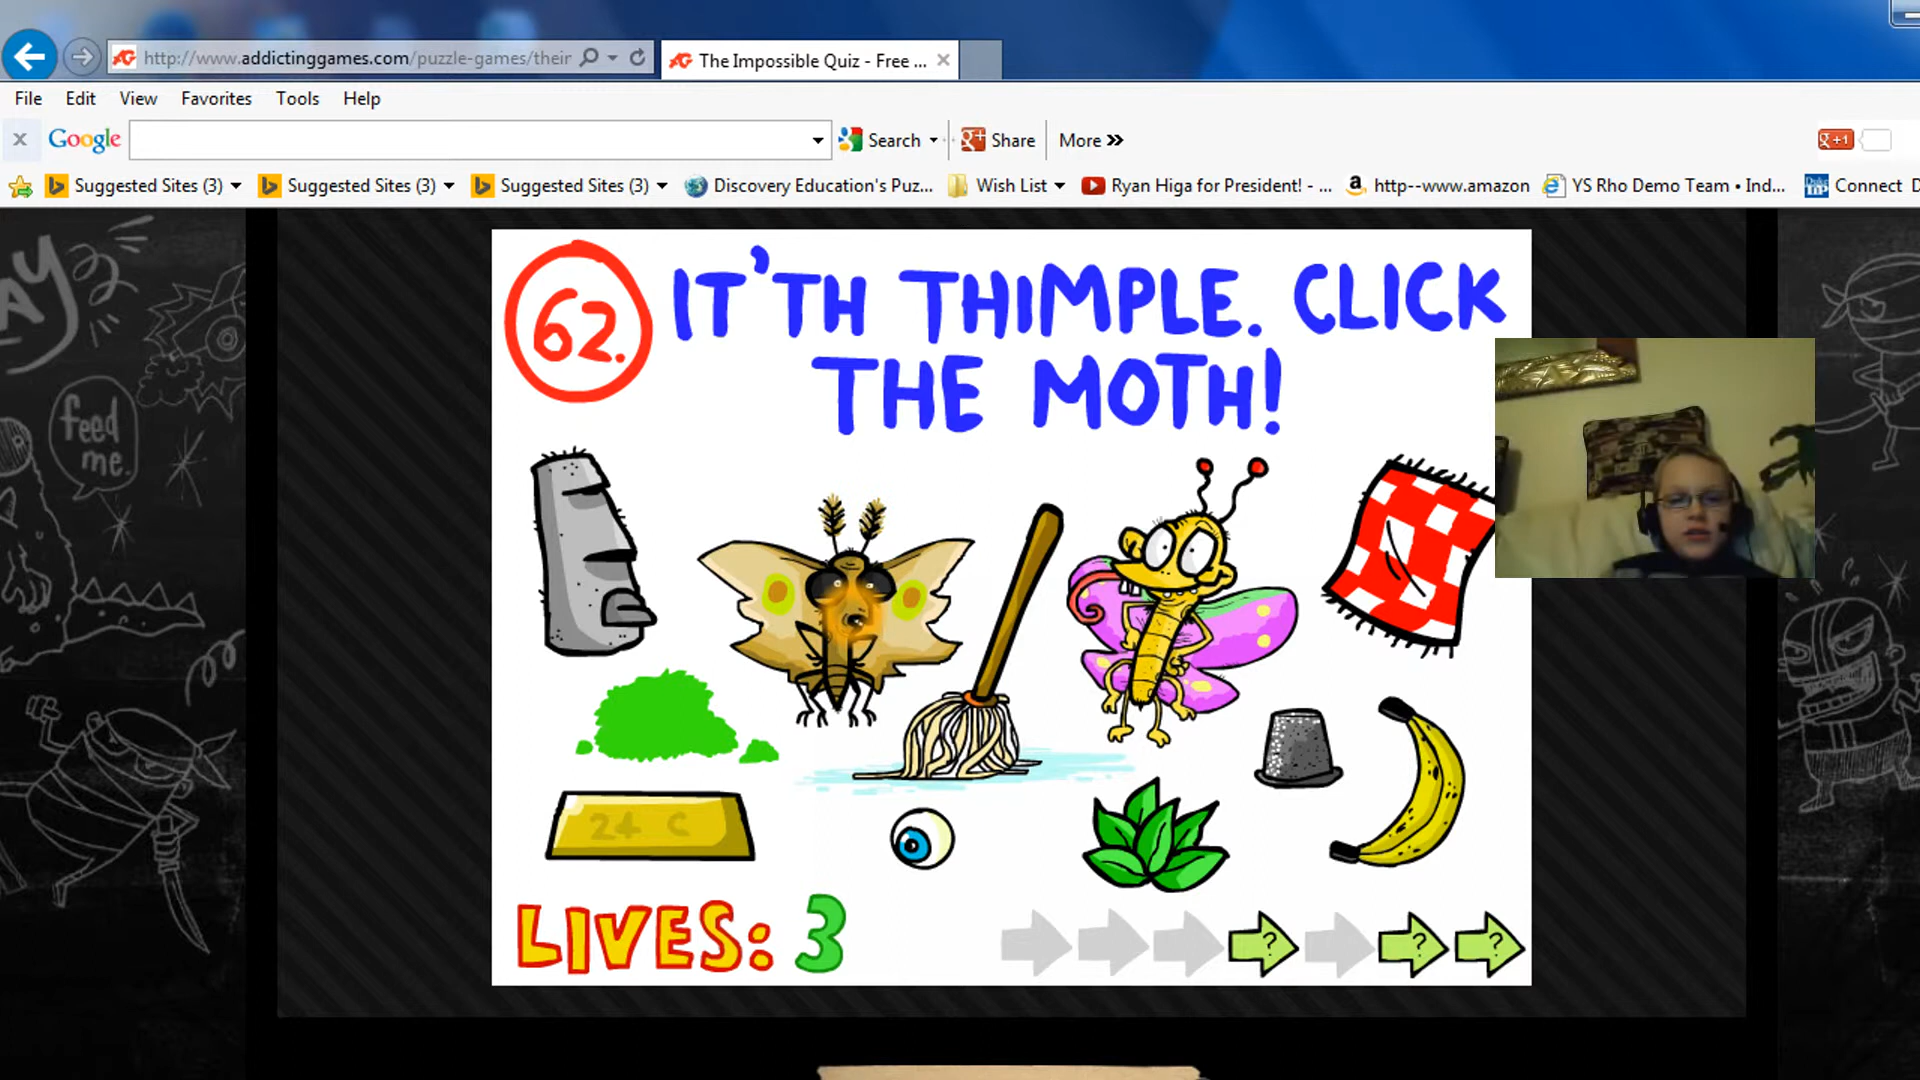 http://www.addictinggames.com/puzzle-games/their
The Impossible Quiz - Free ...
File Edit View Favorites Tools Help
Google Search Share More
g+1
Suggested Sites (3) Suggested Sites (3) Suggested Sites (3) Discovery Education's Puz... Wish List Ryan Higa for President! - ... http--www.amazon YS Rho Demo Team • Ind... Connect D
62. IT'TH THIMPLE. CLICK
THE MOTH!
AY
feed
me.
24 C
LIVES: 3
? ? ?